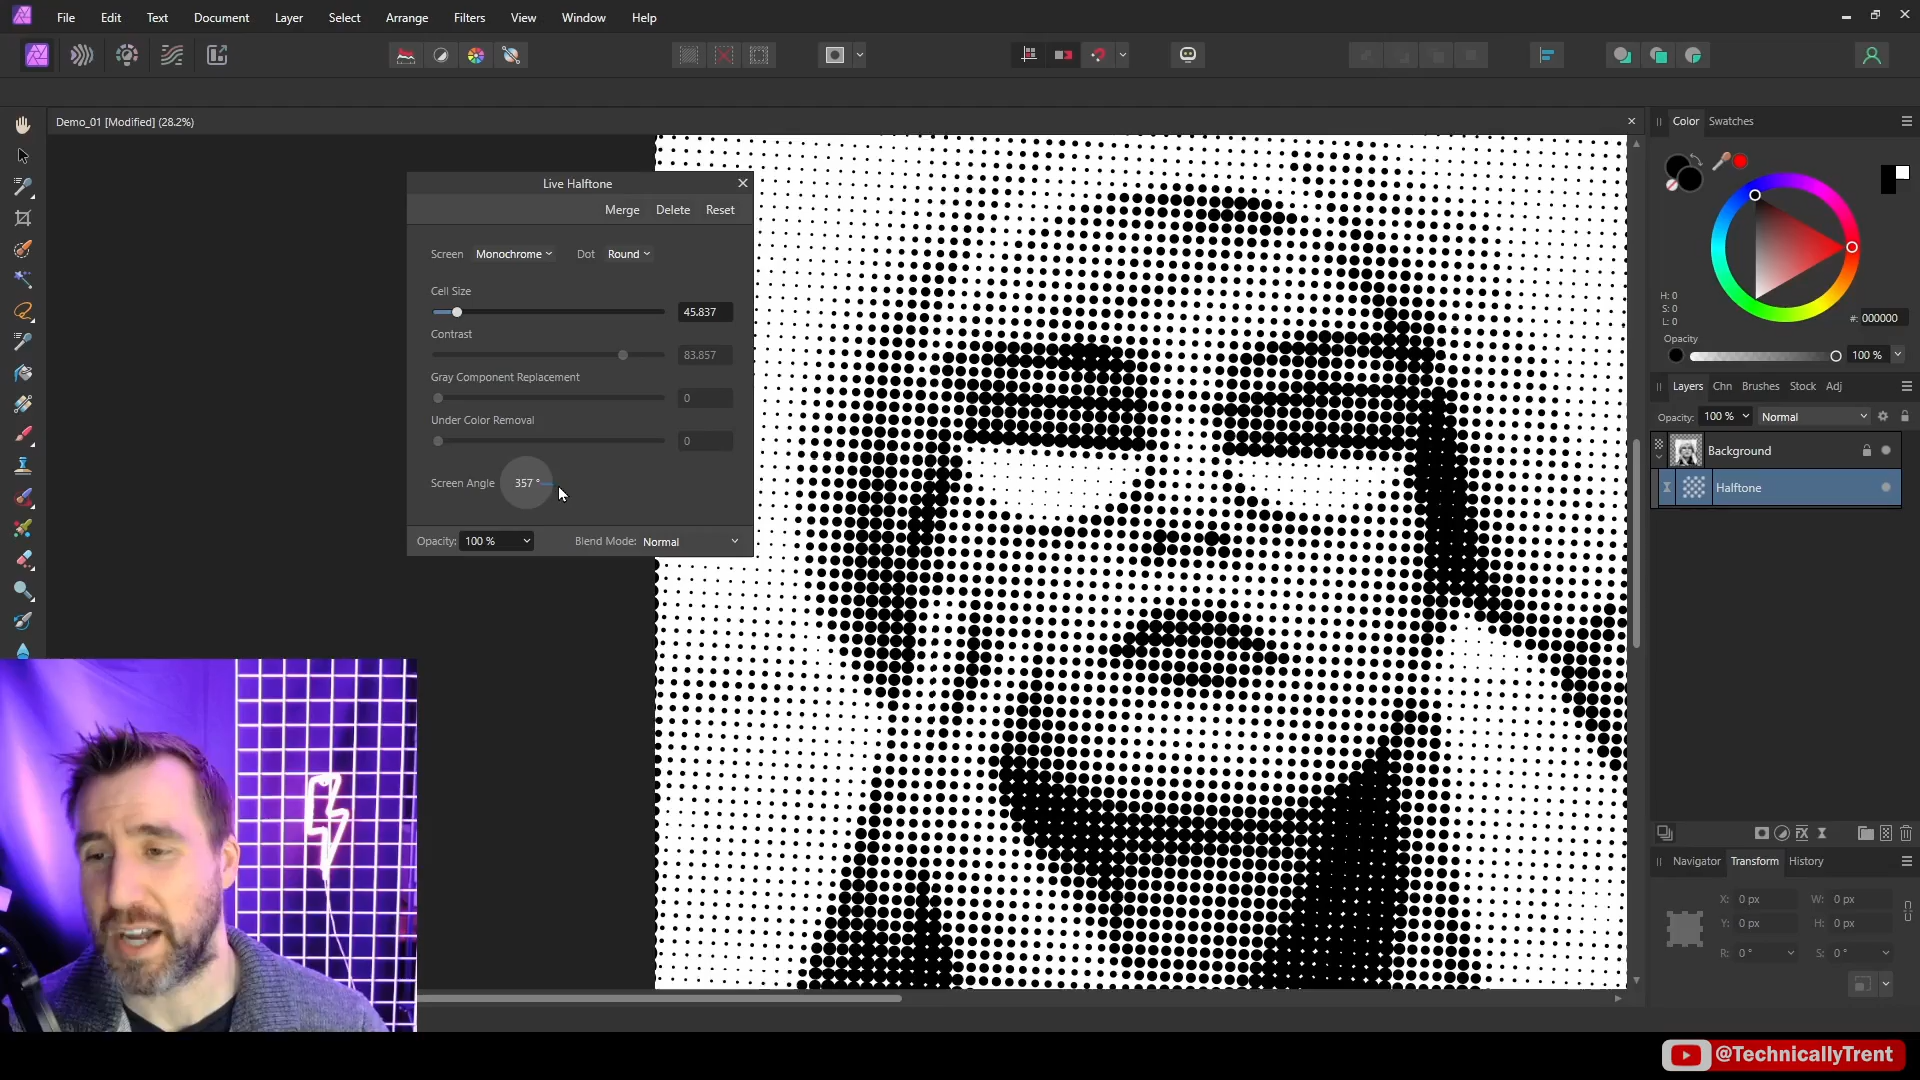 File Edit Text Document Layer Select Arrange Filters View Window Help
Demo_01 [Modified] (28.2%)
Live Halftone
Merge Delete Reset
Screen Monochrome Dot Round
Cell Size
45.837
Contrast
83.857
Gray Component Replacement
0
Under Color Removal
0
Screen Angle 357 °
Opacity: 100 % Blend Mode: Normal
Color Swatches
H: 0
S: 0
L: 0
#: 000000
Opacity
100 %
Layers Chn Brushes Stock Adj
Opacity: 100 % Normal
Background
Halftone
FX
Navigator Transform History
X: 0 px W: 0 px
Y: 0 px H: 0 px
R: 0 ° S: 0 °
@TechnicallyTrent